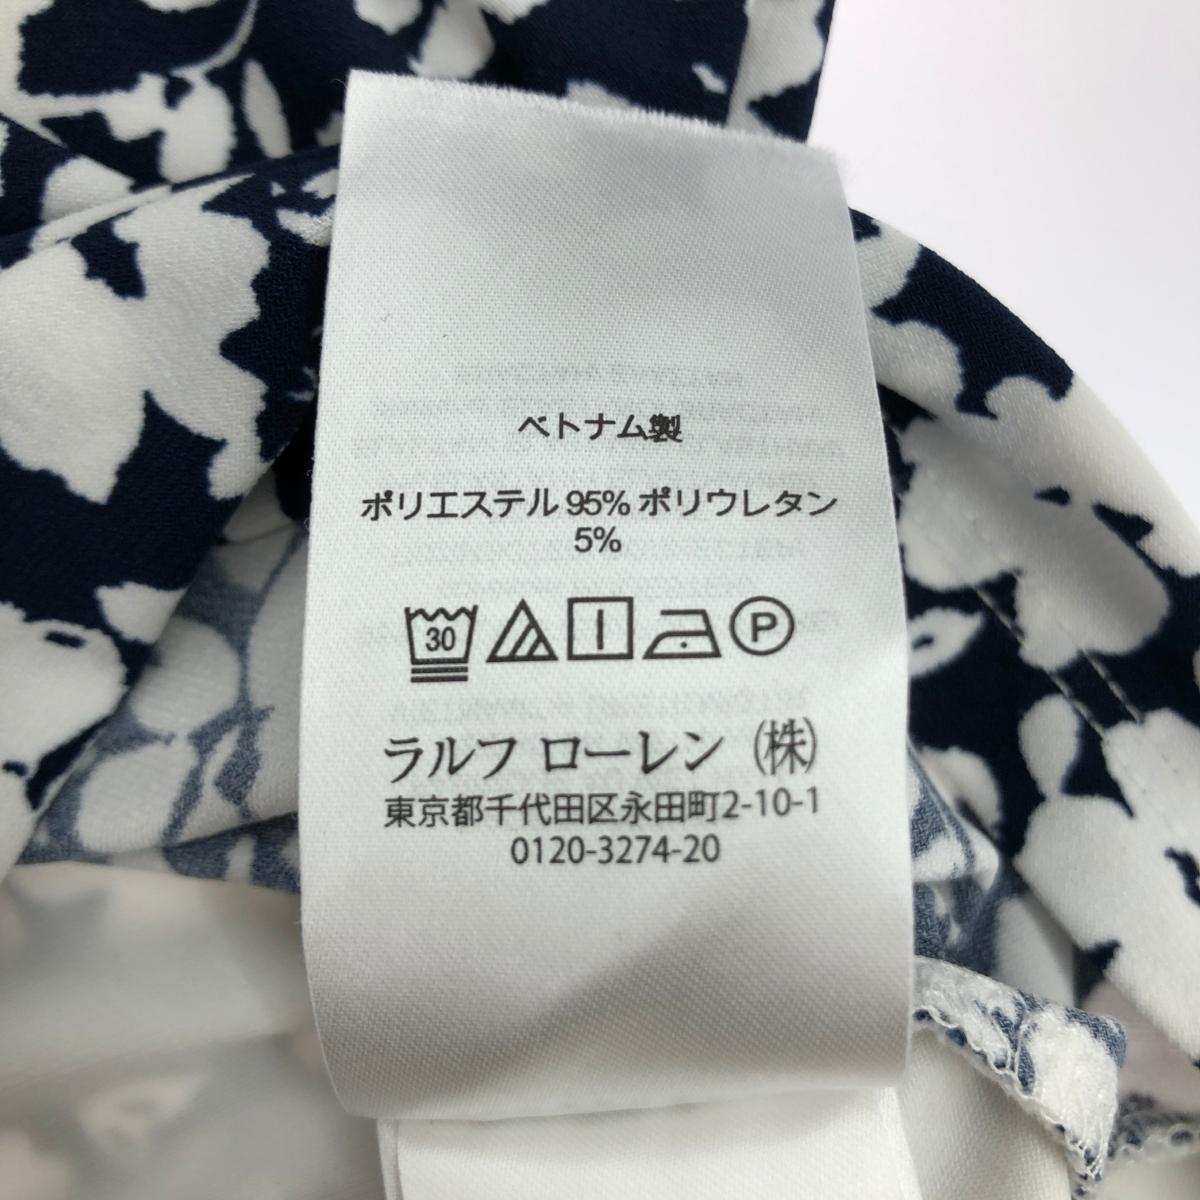 ベトナム製
ポリエステル 95% ポリウレタン
5%
30 P
ラルフ ローレン (株)
東京都千代田区永田町2-10-1
0120-3274-20